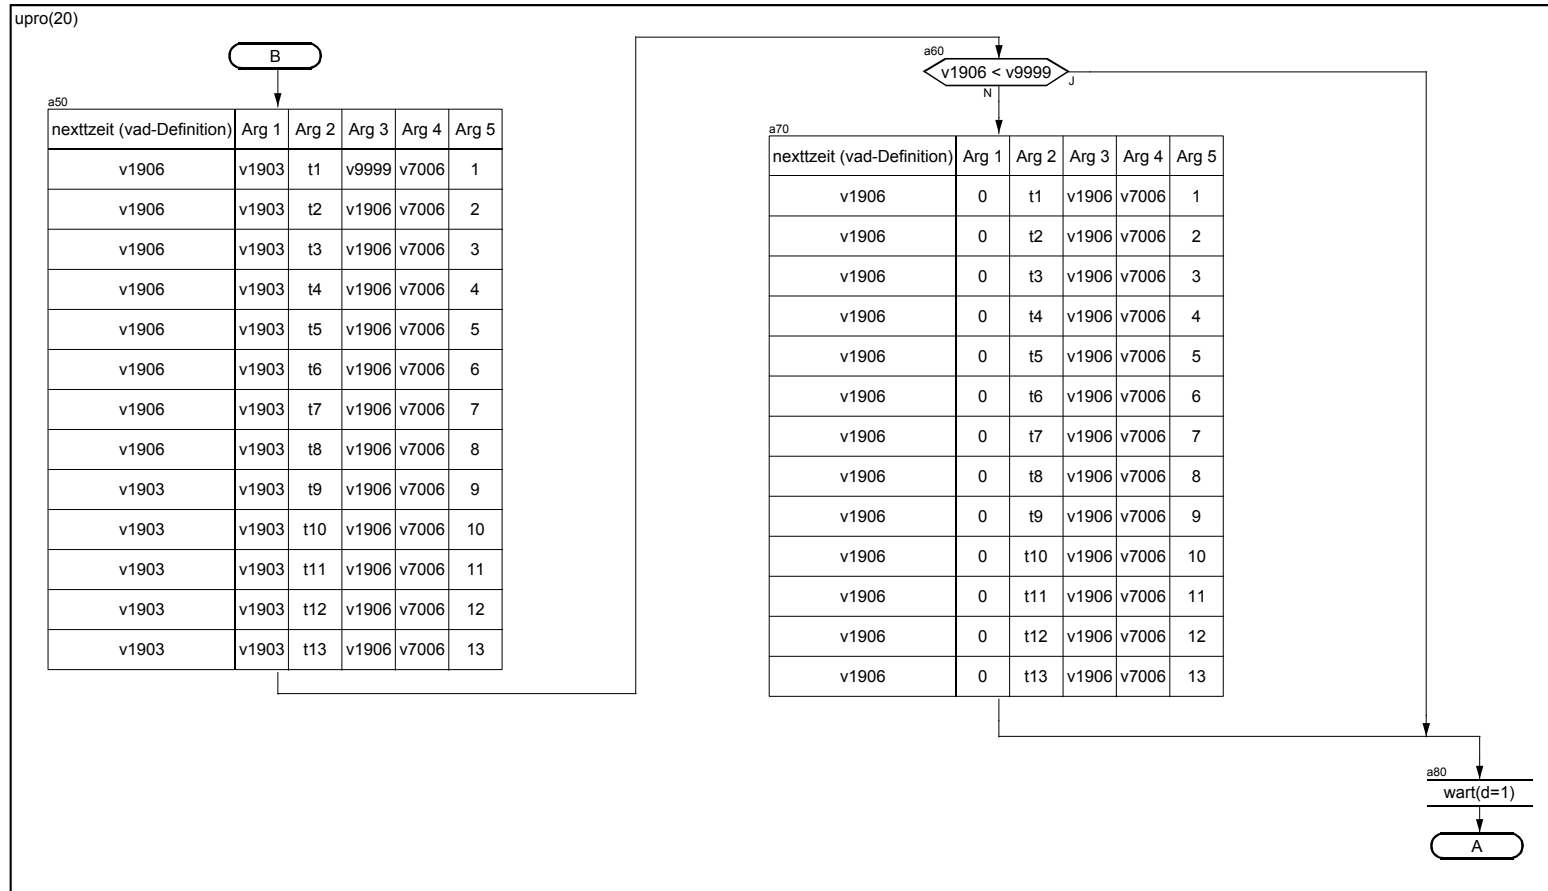 upro(20)
B
a50
nexttzeit (vad-Definition) Arg 1 Arg 2 Arg 3 Arg 4 Arg 5
v1906 v1903 t1 v9999 v7006 1
v1906 v1903 t2 v1906 v7006 2
v1906 v1903 t3 v1906 v7006 3
v1906 v1903 t4 v1906 v7006 4
v1906 v1903 t5 v1906 v7006 5
v1906 v1903 t6 v1906 v7006 6
v1906 v1903 t7 v1906 v7006 7
v1906 v1903 t8 v1906 v7006 8
v1903 v1903 t9 v1906 v7006 9
v1903 v1903 t10 v1906 v7006 10
v1903 v1903 t11 v1906 v7006 11
v1903 v1903 t12 v1906 v7006 12
v1903 v1903 t13 v1906 v7006 13
a60
v1906 < v9999
J
N
a70
nexttzeit (vad-Definition) Arg 1 Arg 2 Arg 3 Arg 4 Arg 5
v1906 0 t1 v1906 v7006 1
v1906 0 t2 v1906 v7006 2
v1906 0 t3 v1906 v7006 3
v1906 0 t4 v1906 v7006 4
v1906 0 t5 v1906 v7006 5
v1906 0 t6 v1906 v7006 6
v1906 0 t7 v1906 v7006 7
v1906 0 t8 v1906 v7006 8
v1906 0 t9 v1906 v7006 9
v1906 0 t10 v1906 v7006 10
v1906 0 t11 v1906 v7006 11
v1906 0 t12 v1906 v7006 12
v1906 0 t13 v1906 v7006 13
a80
wart(d=1)
A